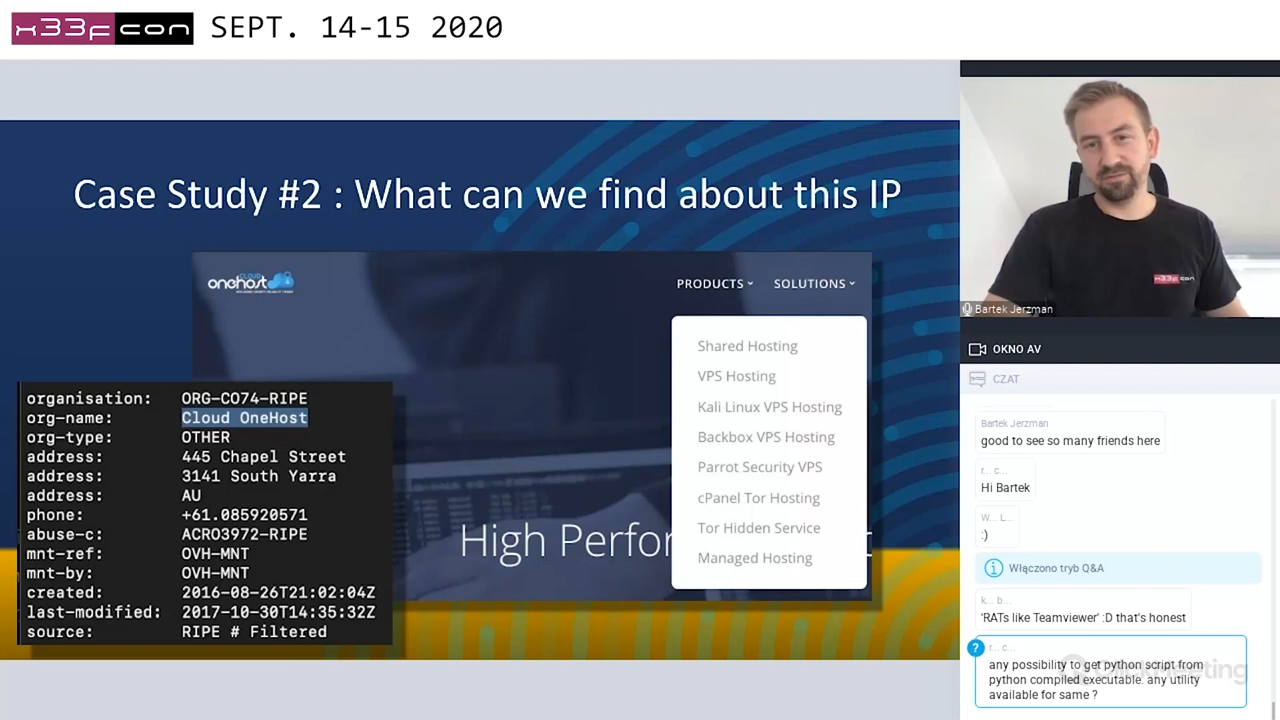 x33fcon SEPT. 14-15 2020
Case Study #2 : What can we find about this IP
CLOUD
onehost
PRODUCTS
SOLUTIONS
Shared Hosting
VPS Hosting
Kali Linux VPS Hosting
Backbox VPS Hosting
Parrot Security VPS
cPanel Tor Hosting
Tor Hidden Service
Managed Hosting
High Perfor
organisation: ORG-CO74-RIPE
org-name: Cloud OneHost
org-type: OTHER
address: 445 Chapel Street
address: 3141 South Yarra
address: AU
phone: +61.085920571
abuse-c: ACRO3972-RIPE
mnt-ref: OVH-MNT
mnt-by: OVH-MNT
created: 2016-08-26T21:02:04Z
last-modified: 2017-10-30T14:35:32Z
source: RIPE # Filtered
x33fcon
Bartek Jerzman
OKNO AV
CZAT
Bartek Jerzman
good to see so many friends here
r... c...
Hi Bartek
W... L...
:)
Włączono tryb Q&A
k... b...
'RATs like Teamviewer' :D that's honest
? r... c...
any possibility to get python script from
python compiled executable. any utility
available for same ?
ClickMeeting